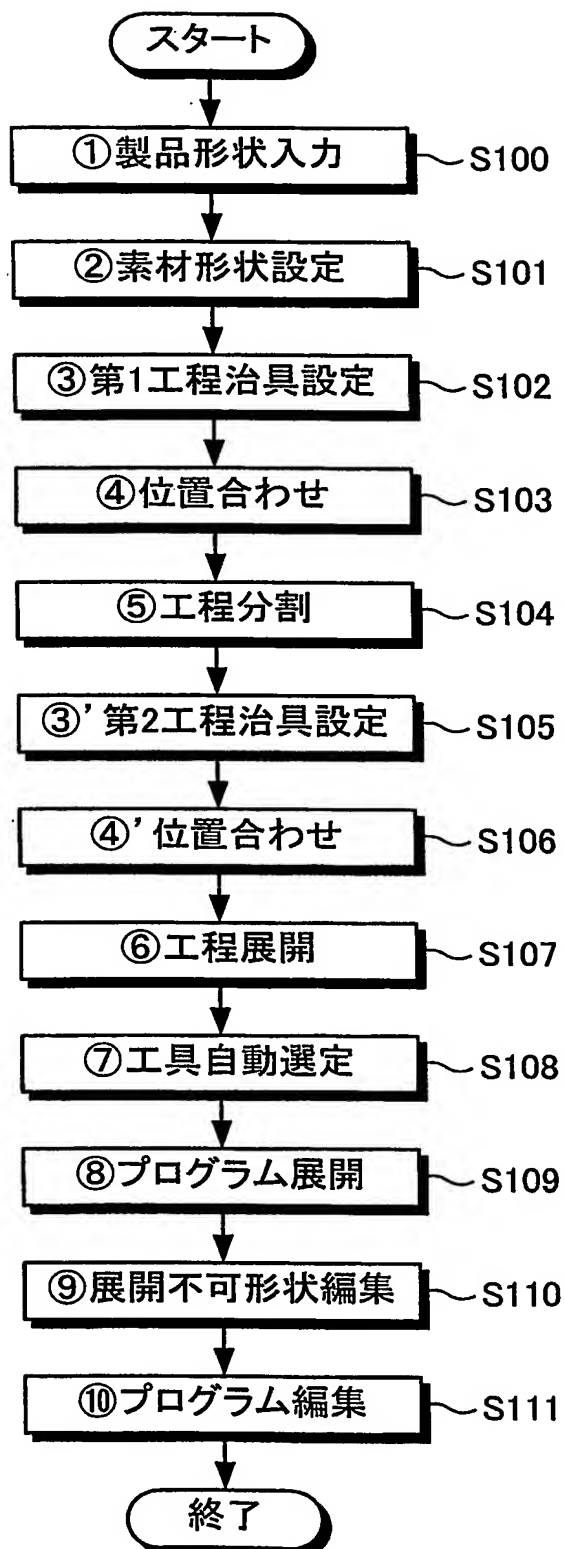 スタート
①製品形状入力 S100
②素材形状設定 S101
③第1工程治具設定 S102
④位置合わせ S103
⑤工程分割 S104
③’第2工程治具設定 S105
④’位置合わせ S106
⑥工程展開 S107
⑦工具自動選定 S108
⑧プログラム展開 S109
⑨展開不可形状編集 S110
⑩プログラム編集 S111
終了